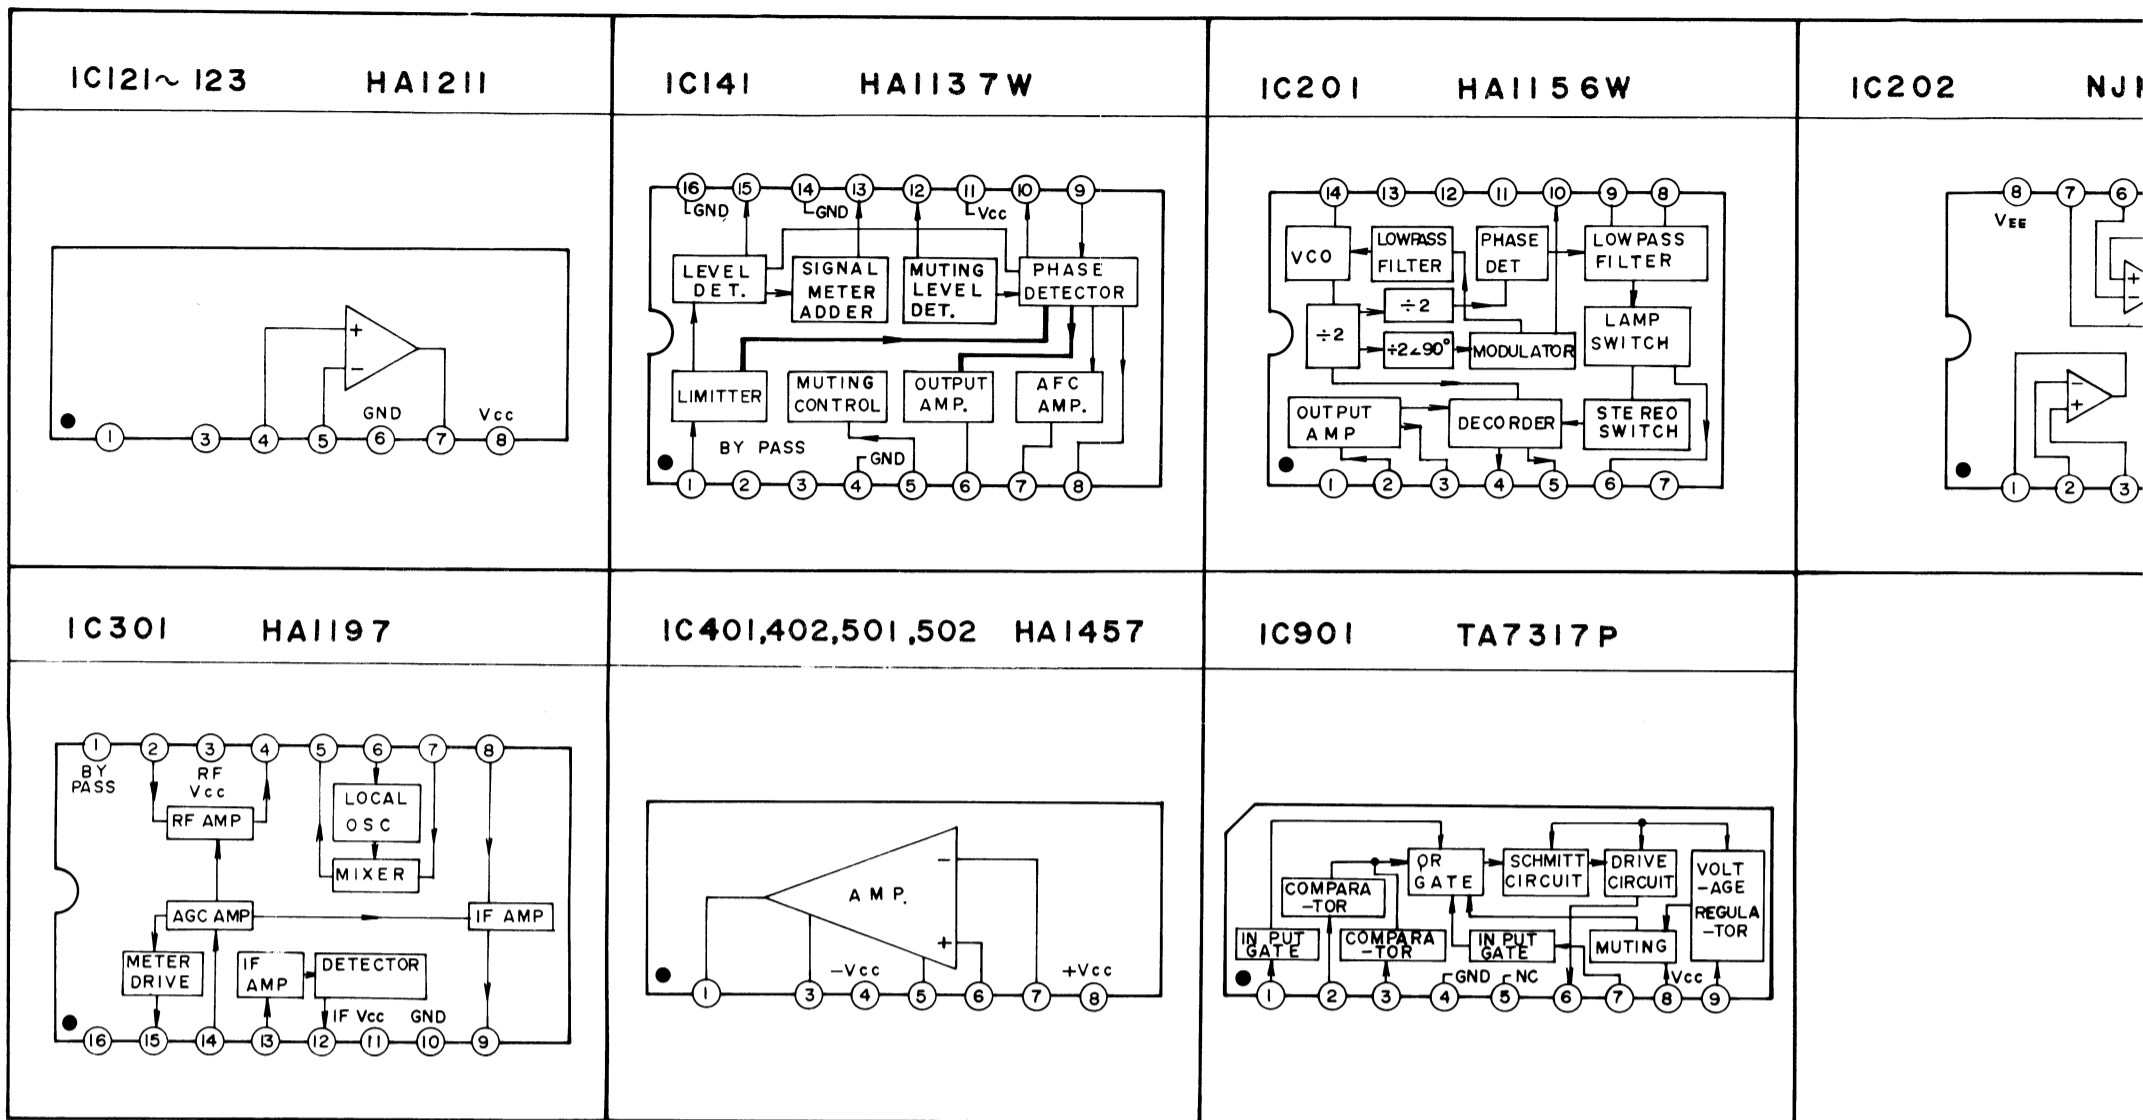 IC121~123 HA1211
1 3 4 5 6 7 8
+
−
GND
Vcc
IC141 HA1137W
16 15 14 13 12 11 10 9
GND GND Vcc
LEVEL DET.
SIGNAL METER ADDER
MUTING LEVEL DET.
PHASE DETECTOR
LIMITTER
MUTING CONTROL
OUTPUT AMP.
AFC AMP.
BY PASS
GND
1 2 3 4 5 6 7 8
IC201 HA1156W
14 13 12 11 10 9 8
VCO
LOWPASS FILTER
PHASE DET
LOWPASS FILTER
÷2
÷2
÷2∠90°
MODULATOR
LAMP SWITCH
OUTPUT AMP
DECORDER
STEREO SWITCH
1 2 3 4 5 6 7
IC202
8 7 6
VEE
+
−
−
+
1 2 3
IC301 HA1197
1 2 3 4 5 6 7 8
BY PASS
RF Vcc
RF AMP
LOCAL OSC
MIXER
AGC AMP
IF AMP
METER DRIVE
IF AMP
DETECTOR
IF Vcc
GND
16 15 14 13 12 11 10 9
IC401,402,501,502 HA1457
AMP.
−
+
−Vcc
+Vcc
1 3 4 5 6 7 8
IC901 TA7317P
OR GATE
SCHMITT CIRCUIT
DRIVE CIRCUIT
VOLT
-AGE
REGULA
-TOR
COMPARA
-TOR
INPUT GATE
COMPARA
-TOR
INPUT GATE
MUTING
GND
NC
Vcc
1 2 3 4 5 6 7 8 9